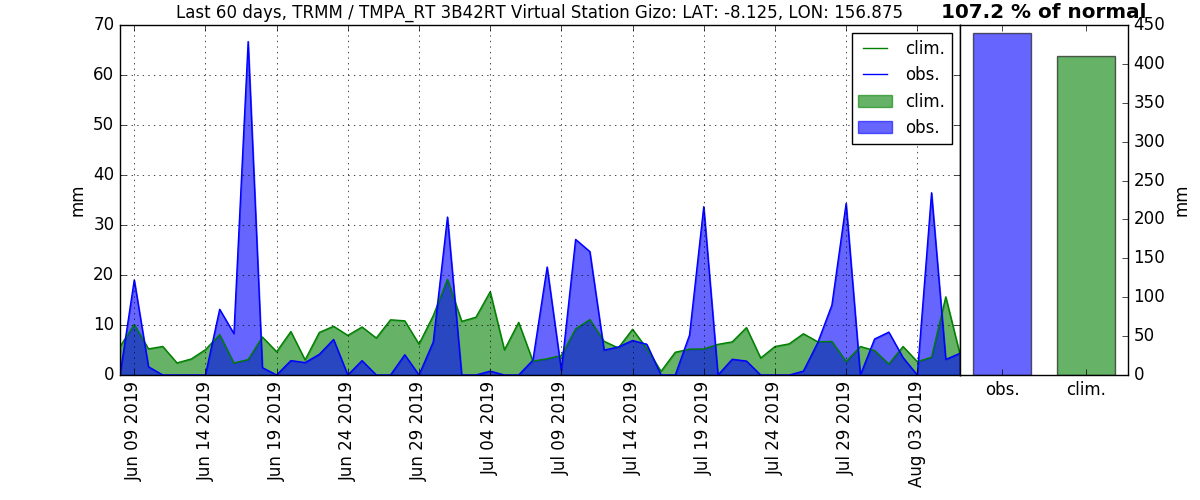 Last 60 days, TRMM / TMPA_RT 3B42RT Virtual Station Gizo: LAT: -8.125, LON: 156.875
107.2 % of normal
mm
70
60
50
40
30
20
10
0
clim.
obs.
clim.
obs.
Jun 09 2019
Jun 14 2019
Jun 19 2019
Jun 24 2019
Jun 29 2019
Jul 04 2019
Jul 09 2019
Jul 14 2019
Jul 19 2019
Jul 24 2019
Jul 29 2019
Aug 03 2019
450
400
350
300
250
200
150
100
50
0
mm
obs.
clim.